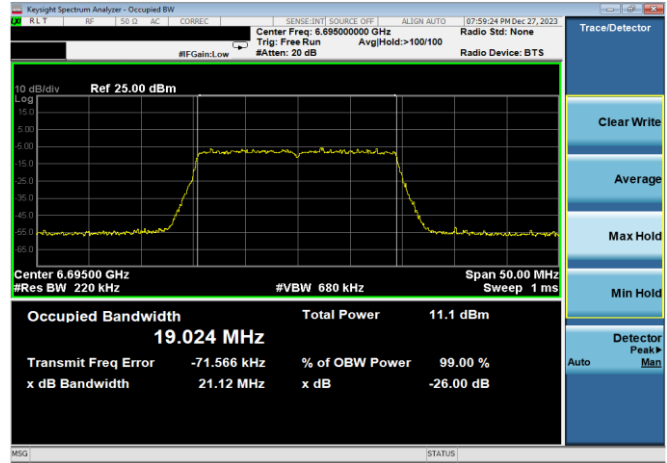 Keysight Spectrum Analyzer - Occupied BW
RLT RF 50 Ω AC CORREC SENSE:INT SOURCE OFF ALIGN AUTO 07:59:24 PM Dec 27, 2023
Center Freq: 6.695000000 GHz Radio Std: None
Trig: Free Run Avg|Hold:>100/100
#IFGain:Low #Atten: 20 dB Radio Device: BTS
Trace/Detector
10 dB/div Ref 25.00 dBm
Log
15.0
5.00
-5.00
-15.0
-25.0
-35.0
-45.0
-55.0
-65.0
Center 6.69500 GHz Span 50.00 MHz
#Res BW 220 kHz #VBW 680 kHz Sweep 1 ms
Occupied Bandwidth Total Power 11.1 dBm
19.024 MHz
Transmit Freq Error -71.566 kHz % of OBW Power 99.00 %
x dB Bandwidth 21.12 MHz x dB -26.00 dB
Clear Write
Average
Max Hold
Min Hold
Detector
Peak▶
Auto Man
MSG STATUS